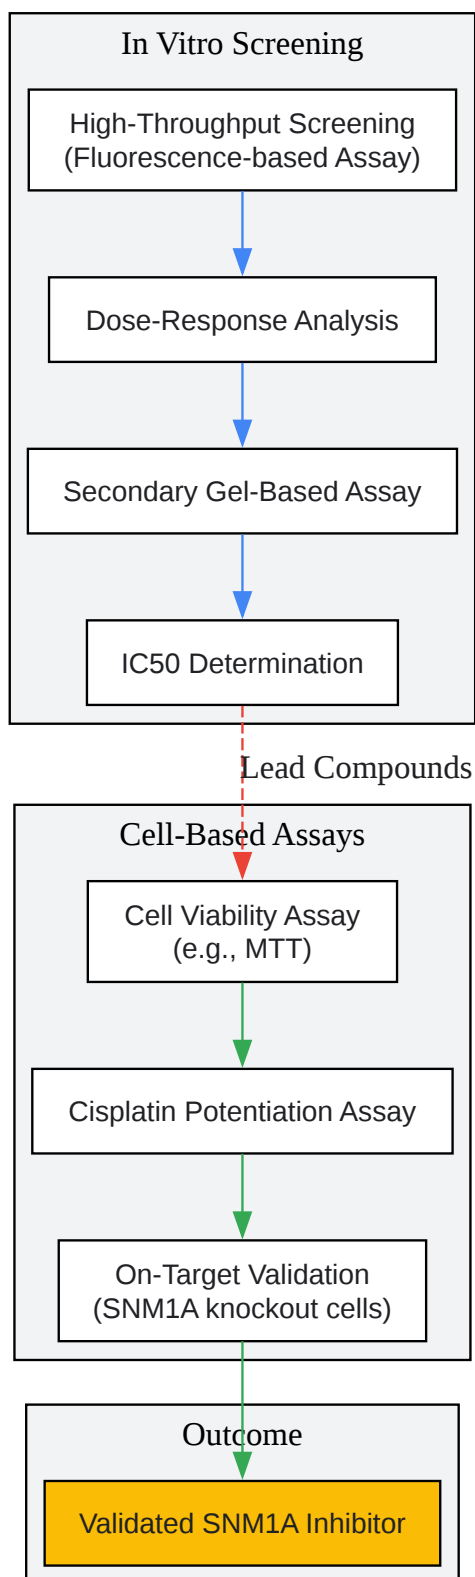 In Vitro Screening
High-Throughput Screening
(Fluorescence-based Assay)
Dose-Response Analysis
Secondary Gel-Based Assay
IC50 Determination
Lead Compounds
Cell-Based Assays
Cell Viability Assay
(e.g., MTT)
Cisplatin Potentiation Assay
On-Target Validation
(SNM1A knockout cells)
Outcome
Validated SNM1A Inhibitor